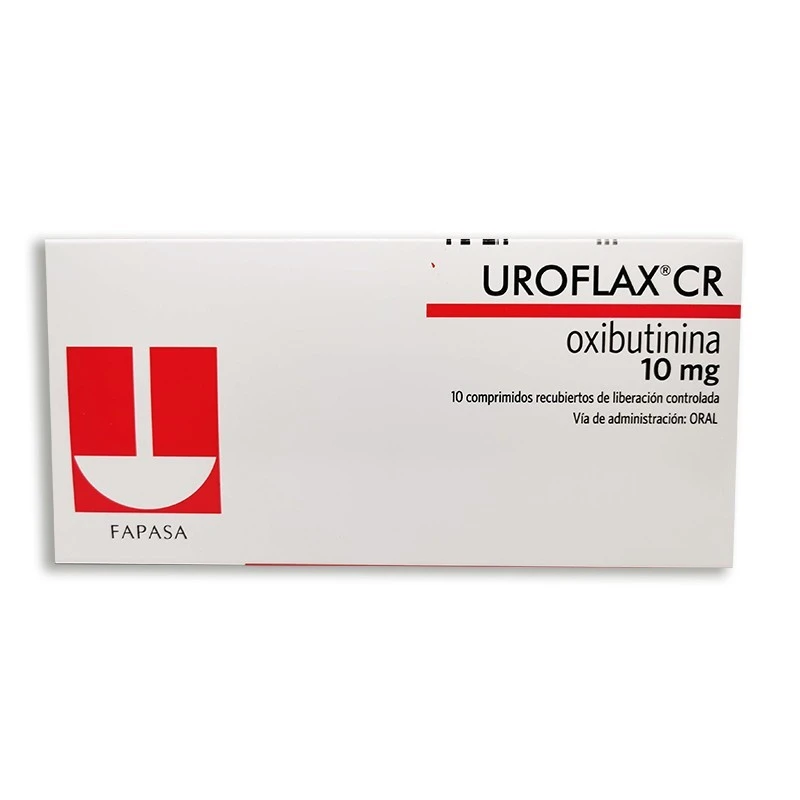 UROFLAX® CR
oxibutinina
10 mg
10 comprimidos recubiertos de liberación controlada
Vía de administración: ORAL
FAPASA